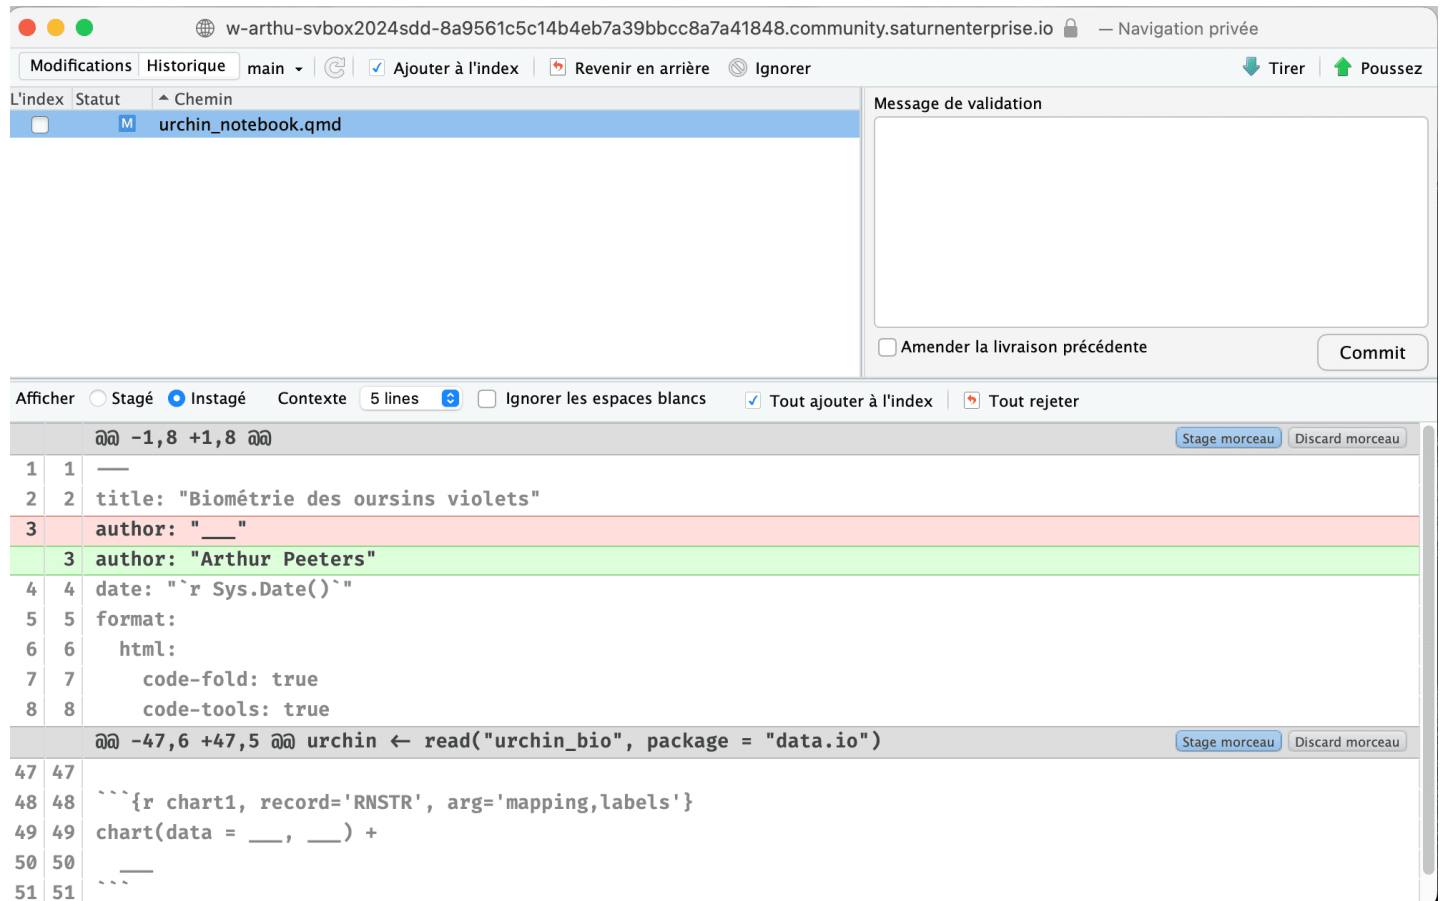 w-arthu-svbox2024sdd-8a9561c5c14b4eb7a39bbcc8a7a41848.community.saturnenterprise.io — Navigation privée
Modifications Historique main Ajouter à l'index Revenir en arrière Ignorer Tirer Poussez
L'index Statut Chemin
M urchin_notebook.qmd
Message de validation
Amender la livraison précédente
Commit
Afficher Stagé Instagé Contexte 5 lines Ignorer les espaces blancs Tout ajouter à l'index Tout rejeter
@@ -1,8 +1,8 @@ Stage morceau Discard morceau
1 1 ---
2 2 title: "Biométrie des oursins violets"
3 author: "___"
3 author: "Arthur Peeters"
4 4 date: "`r Sys.Date()`"
5 5 format:
6 6 html:
7 7 code-fold: true
8 8 code-tools: true
@@ -47,6 +47,5 @@ urchin <- read("urchin_bio", package = "data.io") Stage morceau Discard morceau
47 47
48 48 ```{r chart1, record='RNSTR', arg='mapping,labels'}
49 49 chart(data = ___, ___) +
50 50 ___
51 51 ```